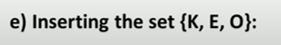 e) Inserting the set {K, E, O}: